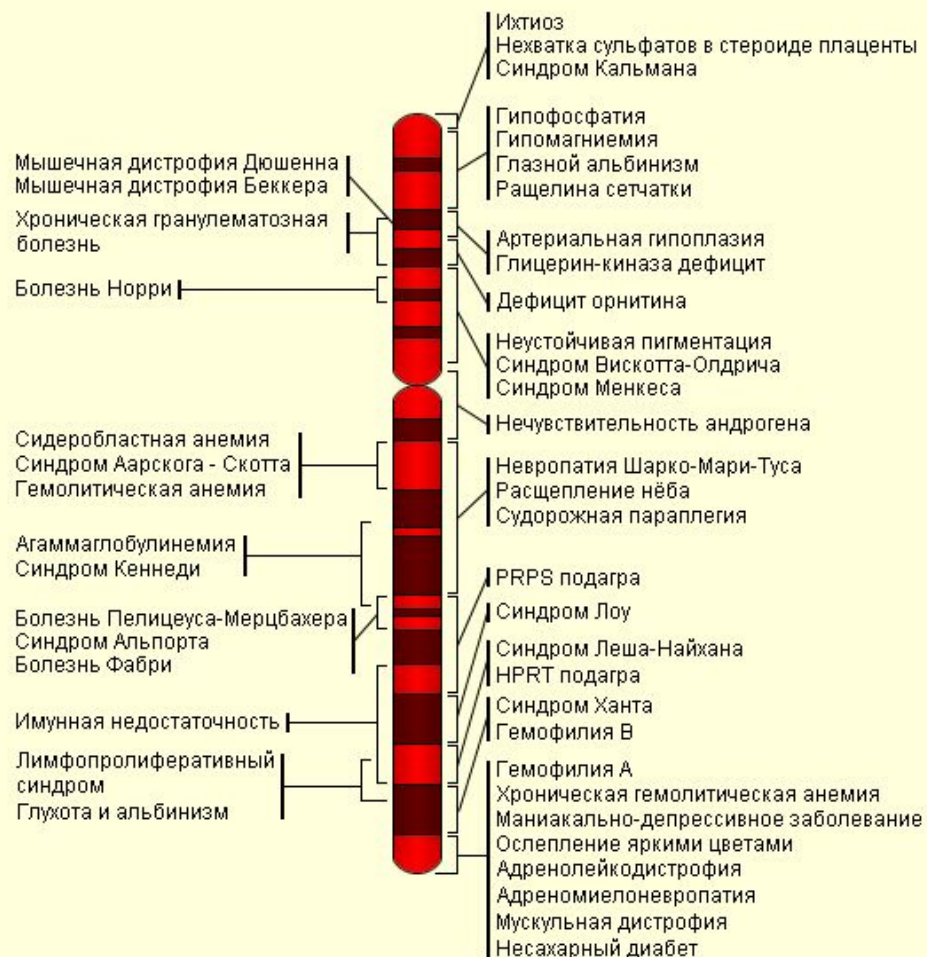 Ихтиоз
Нехватка сульфатов в стероиде плаценты
Синдром Кальмана
Гипофосфатия
Гипомагниемия
Глазной альбинизм
Ращелина сетчатки
Мышечная дистрофия Дюшенна
Мышечная дистрофия Беккера
Хроническая гранулематозная
болезнь
Артериальная гипоплазия
Глицерин-киназа дефицит
Болезнь Норри
Дефицит орнитина
Неустойчивая пигментация
Синдром Вискотта-Олдрича
Синдром Менкеса
Нечувствительность андрогена
Сидеробластная анемия
Синдром Аарскога - Скотта
Гемолитическая анемия
Невропатия Шарко-Мари-Туса
Расщепление нёба
Судорожная параплегия
Агаммаглобулинемия
Синдром Кеннеди
PRPS подагра
Синдром Лоу
Болезнь Пелицеуса-Мерцбахера
Синдром Альпорта
Болезнь Фабри
Синдром Леша-Найхана
HPRT подагра
Синдром Ханта
Гемофилия В
Имунная недостаточность
Лимфопролиферативный
синдром
Глухота и альбинизм
Гемофилия А
Хроническая гемолитическая анемия
Маниакально-депрессивное заболевание
Ослепление яркими цветами
Адренолейкодистрофия
Адреномиелоневропатия
Мускульная дистрофия
Несахарный диабет